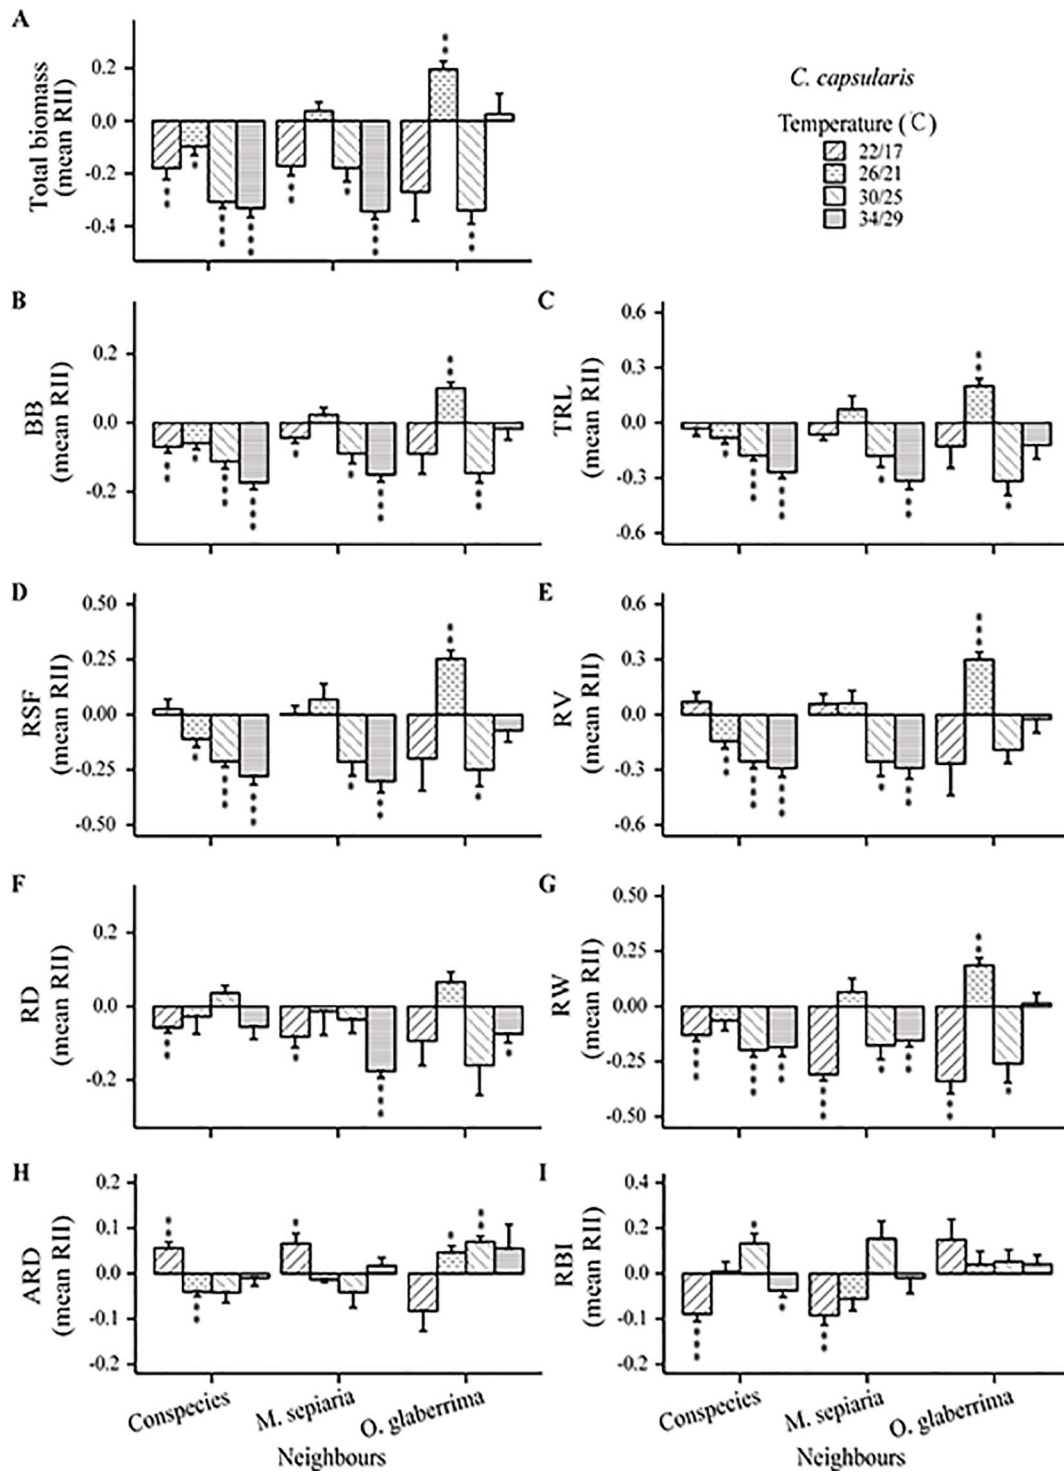 A
Total biomass
(mean RII)
0.2
0.0
-0.2
-0.4
C. capsularis
Temperature (C)
22/17
26/21
30/25
34/29
B
BB
(mean RII)
0.2
0.0
-0.2
C
TRL
(mean RII)
0.6
0.3
0.0
-0.3
-0.6
D
RSF
(mean RII)
0.50
0.25
0.00
-0.25
-0.50
E
RV
(mean RII)
0.6
0.3
0.0
-0.3
-0.6
F
RD
(mean RII)
0.2
0.0
-0.2
G
RW
(mean RII)
0.50
0.25
0.00
-0.25
-0.50
H
ARD
(mean RII)
0.2
0.1
0.0
-0.1
-0.2
I
RBI
(mean RII)
0.4
0.2
0.0
-0.1
-0.2
Conspecies
M. sepiaria
O. glaberrima
Neighbours
Conspecies
M. sepiaria
O. glaberrima
Neighbours